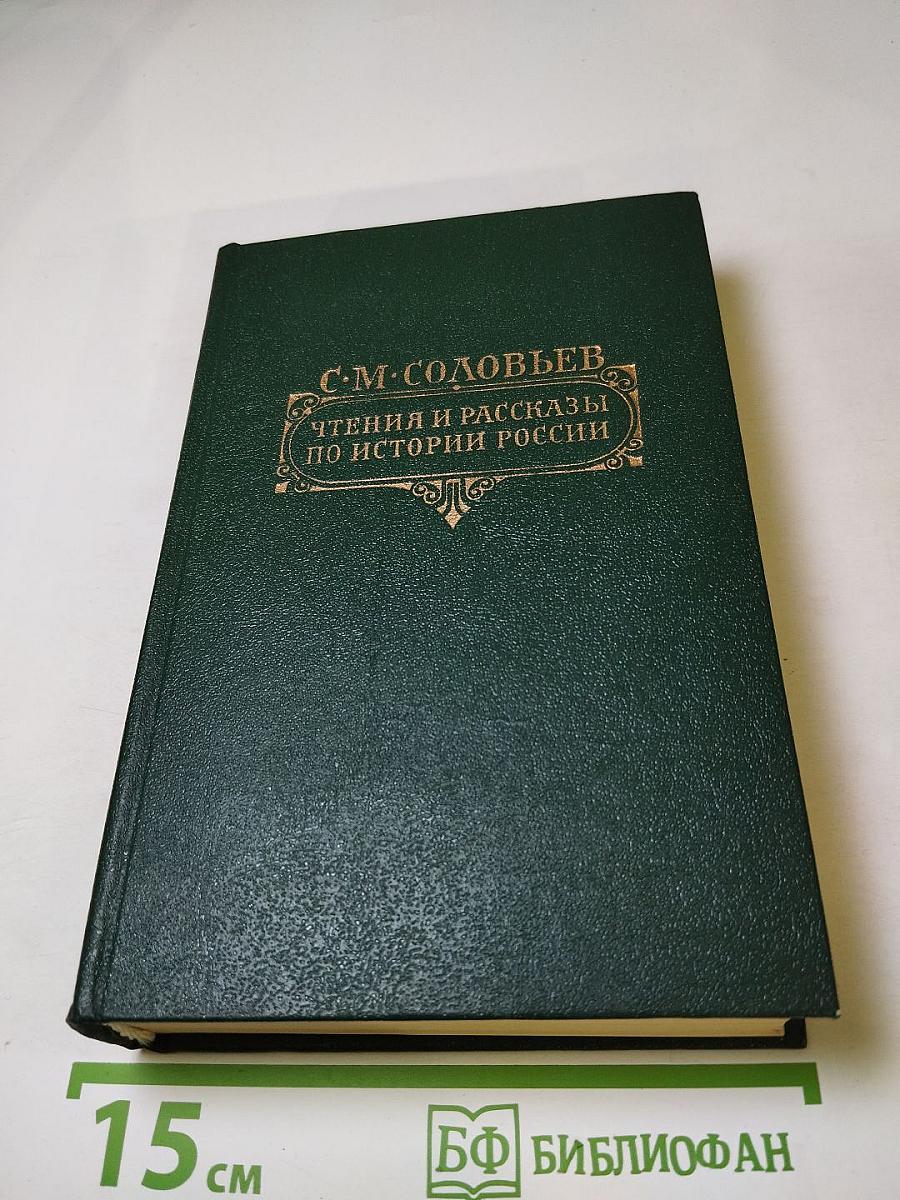 С·М·СОЛОВЬЕВ
ЧТЕНИЯ И РАССКАЗЫ
ПО ИСТОРИИ РОССИИ
15 см
БФ БИБЛИОФАН